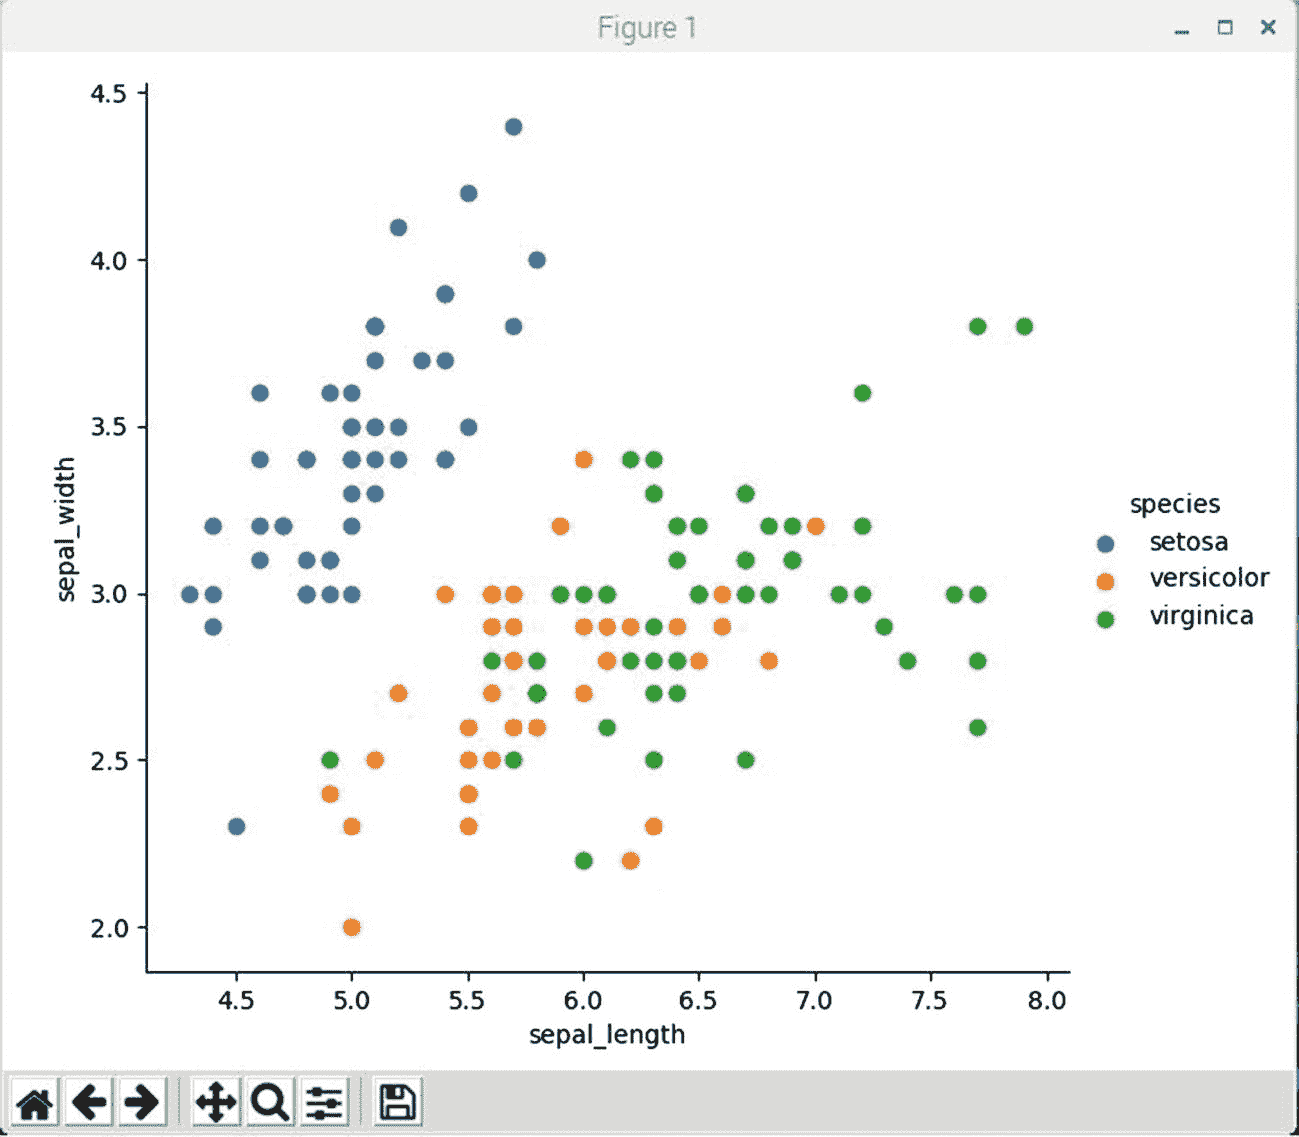 Figure 1
4.5
4.0
3.5
3.0
2.5
2.0
sepal_width
4.5 5.0 5.5 6.0 6.5 7.0 7.5 8.0
sepal_length
species
setosa
versicolor
virginica